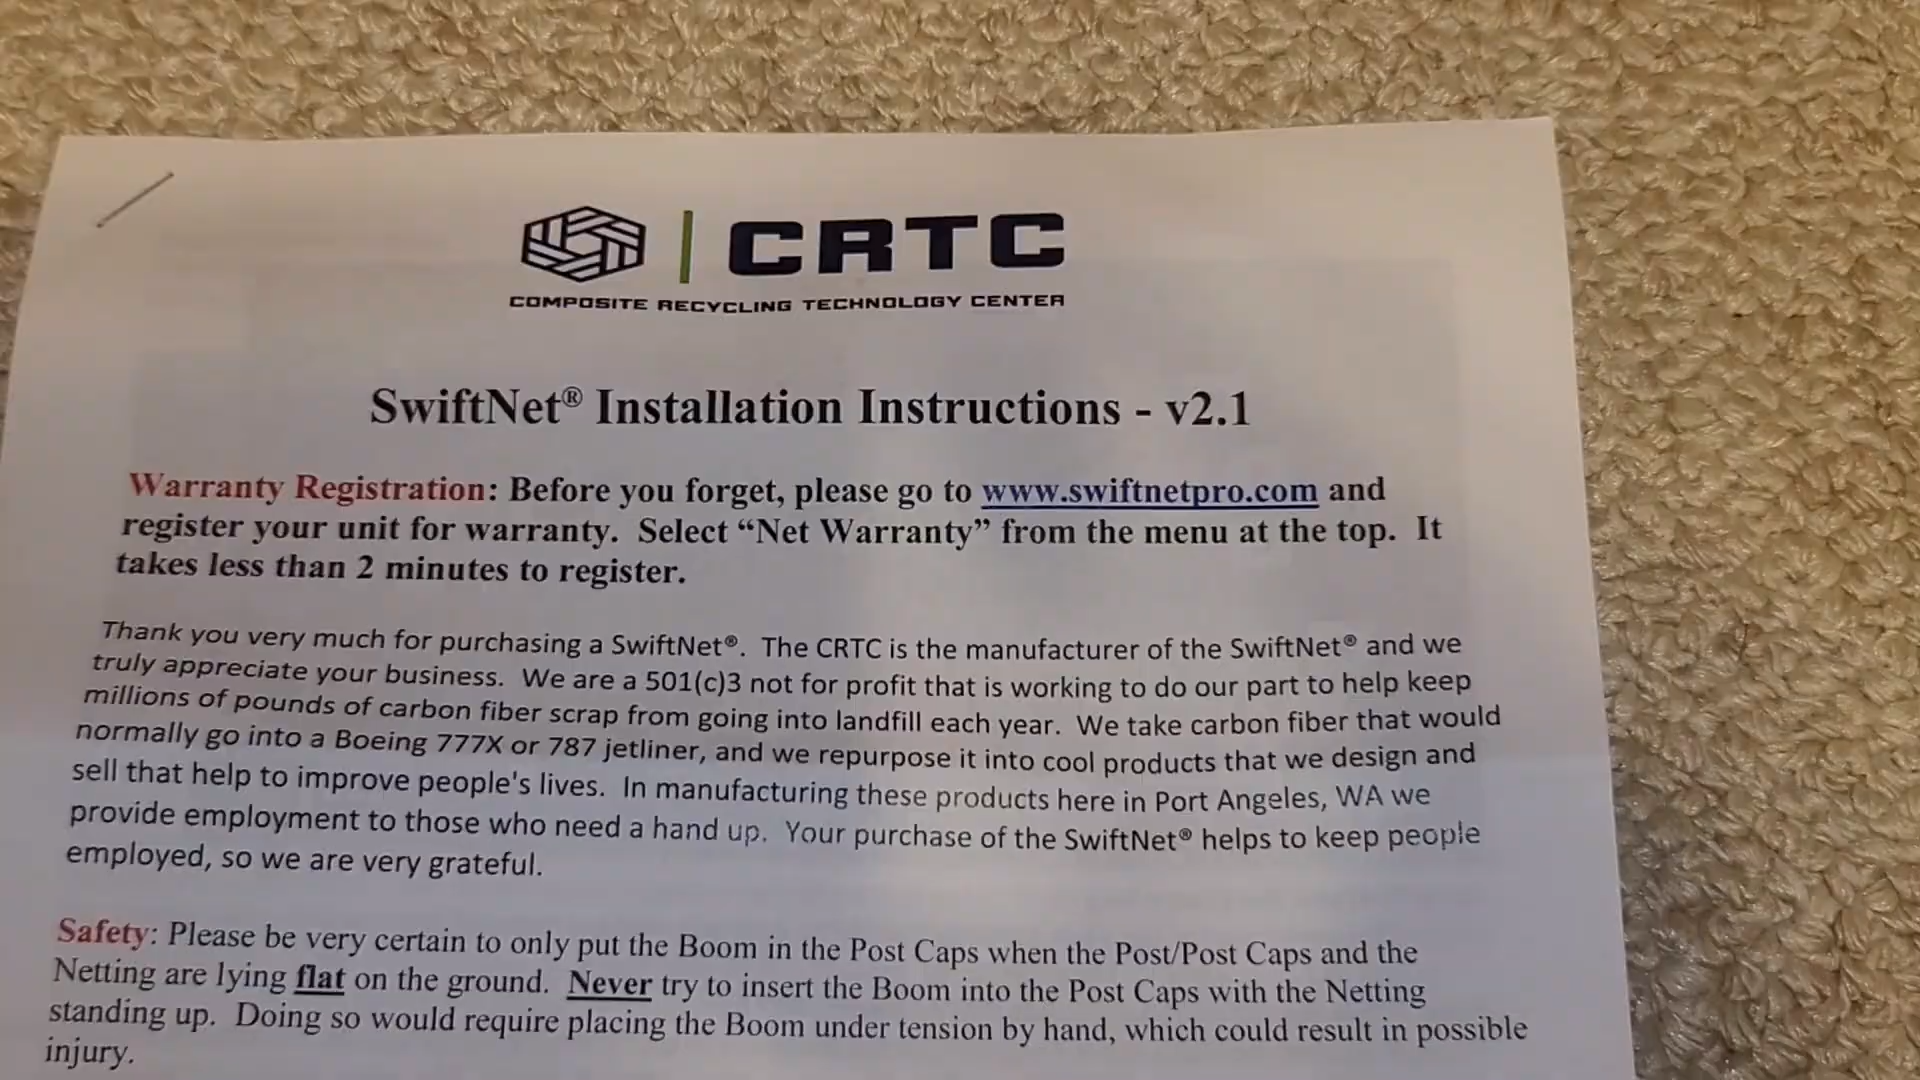 CRTC
COMPOSITE RECYCLING TECHNOLOGY CENTER
SwiftNet® Installation Instructions - v2.1
Warranty Registration: Before you forget, please go to www.swiftnetpro.com and
register your unit for warranty. Select “Net Warranty” from the menu at the top. It
takes less than 2 minutes to register.
Thank you very much for purchasing a SwiftNet®. The CRTC is the manufacturer of the SwiftNet® and we
truly appreciate your business. We are a 501(c)3 not for profit that is working to do our part to help keep
millions of pounds of carbon fiber scrap from going into landfill each year. We take carbon fiber that would
normally go into a Boeing 777X or 787 jetliner, and we repurpose it into cool products that we design and
sell that help to improve people's lives. In manufacturing these products here in Port Angeles, WA we
provide employment to those who need a hand up. Your purchase of the SwiftNet® helps to keep people
employed, so we are very grateful.
Safety: Please be very certain to only put the Boom in the Post Caps when the Post/Post Caps and the
Netting are lying flat on the ground. Never try to insert the Boom into the Post Caps with the Netting
standing up. Doing so would require placing the Boom under tension by hand, which could result in possible
injury.